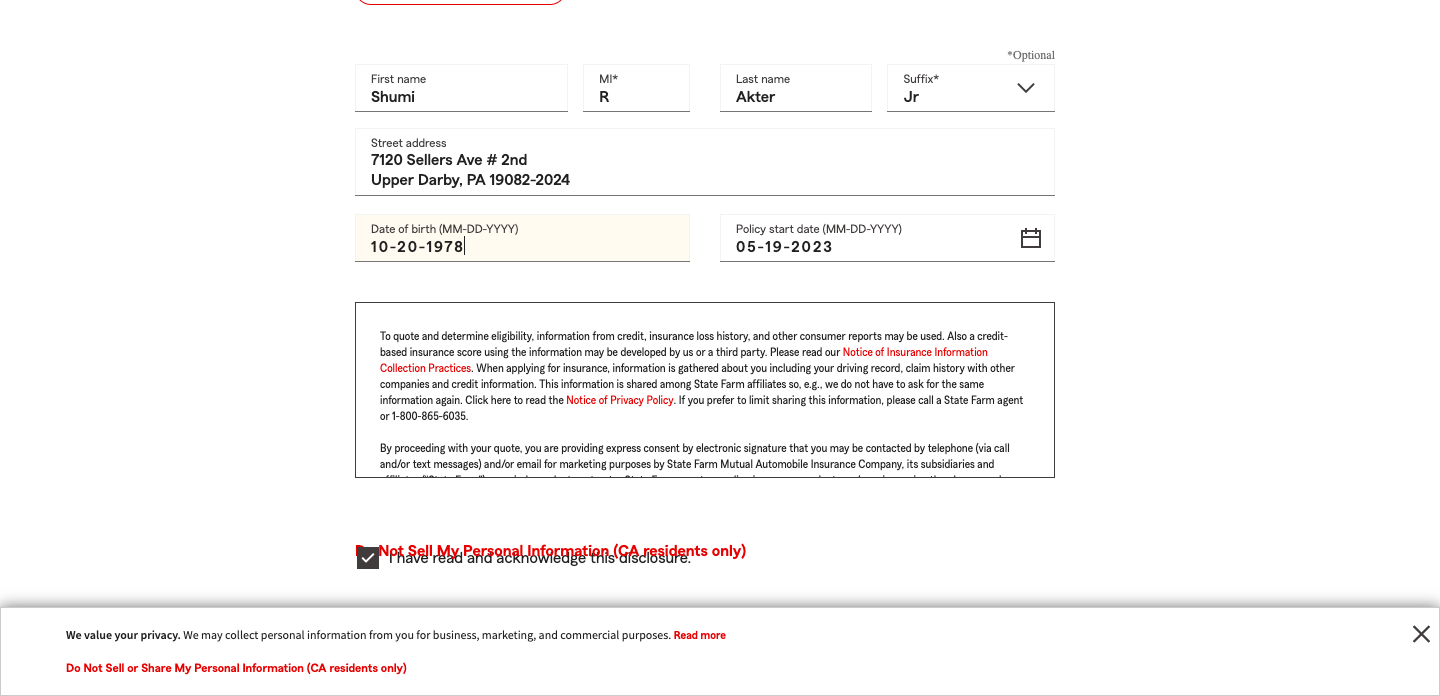 *Optional
First name
Shumi
MI*
R
Last name
Akter
Suffix*
Jr
Street address
7120 Sellers Ave # 2nd
Upper Darby, PA 19082-2024
Date of birth (MM-DD-YYYY)
10-20-1978
Policy start date (MM-DD-YYYY)
05-19-2023
To quote and determine eligibility, information from credit, insurance loss history, and other consumer reports may be used. Also a credit-
based insurance score using the information may be developed by us or a third party. Please read our Notice of Insurance Information
Collection Practices. When applying for insurance, information is gathered about you including your driving record, claim history with other
companies and credit information. This information is shared among State Farm affiliates so, e.g., we do not have to ask for the same
information again. Click here to read the Notice of Privacy Policy. If you prefer to limit sharing this information, please call a State Farm agent
or 1-800-865-6035.
By proceeding with your quote, you are providing express consent by electronic signature that you may be contacted by telephone (via call
and/or text messages) and/or email for marketing purposes by State Farm Mutual Automobile Insurance Company, its subsidiaries and
Do Not Sell My Personal Information (CA residents only)
I have read and acknowledge this disclosure.
We value your privacy. We may collect personal information from you for business, marketing, and commercial purposes. Read more
Do Not Sell or Share My Personal Information (CA residents only)